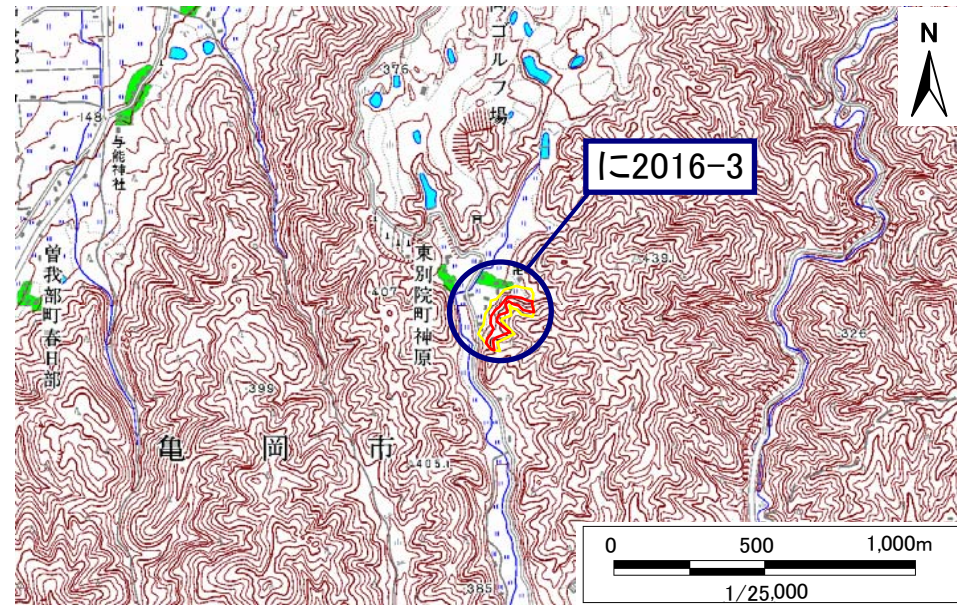 N
375
ゴルフ場
148
与能神社
に2016-3
曽我部町春日部
東別院町神原
407
439
326
399
亀岡市
405.1
385
0 500 1,000m
1/25,000